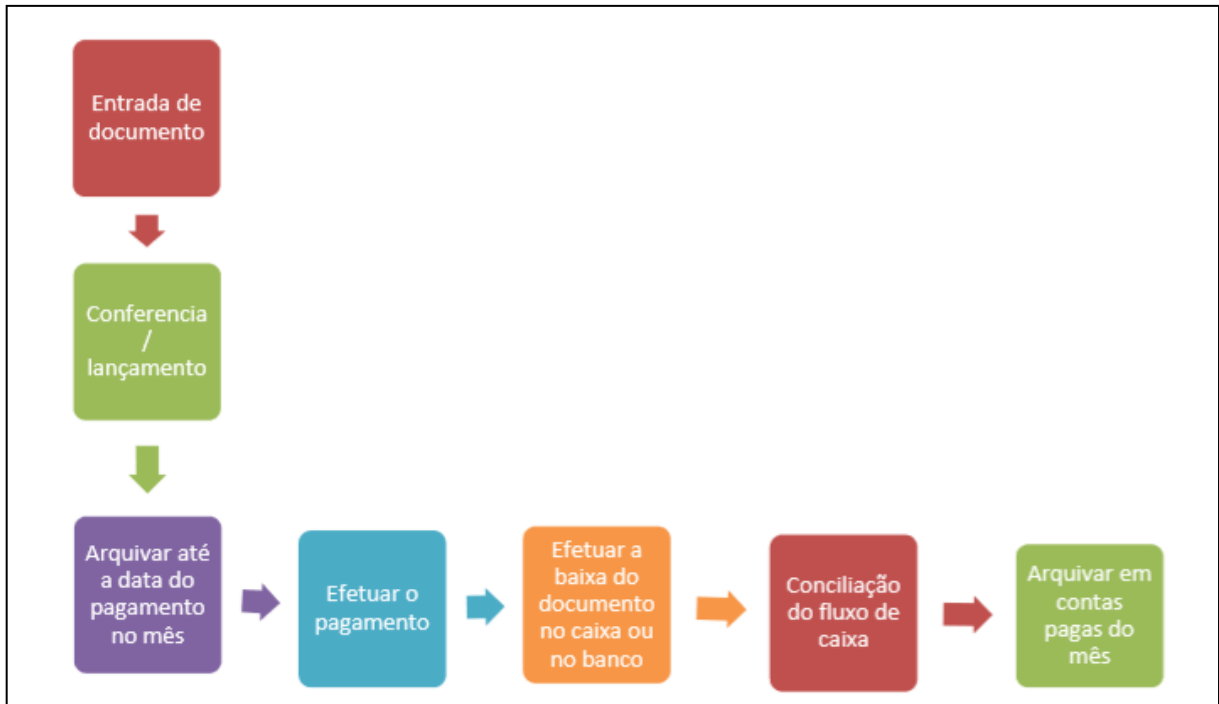 Entrada de
documento
Conferencia
/
lançamento
Arquivar até
a data do
pagamento
no mês
Efetuar o
pagamento
Efetuar a
baixa do
documento
no caixa ou
no banco
Conciliação
do fluxo de
caixa
Arquivar em
contas
pagas do
mês